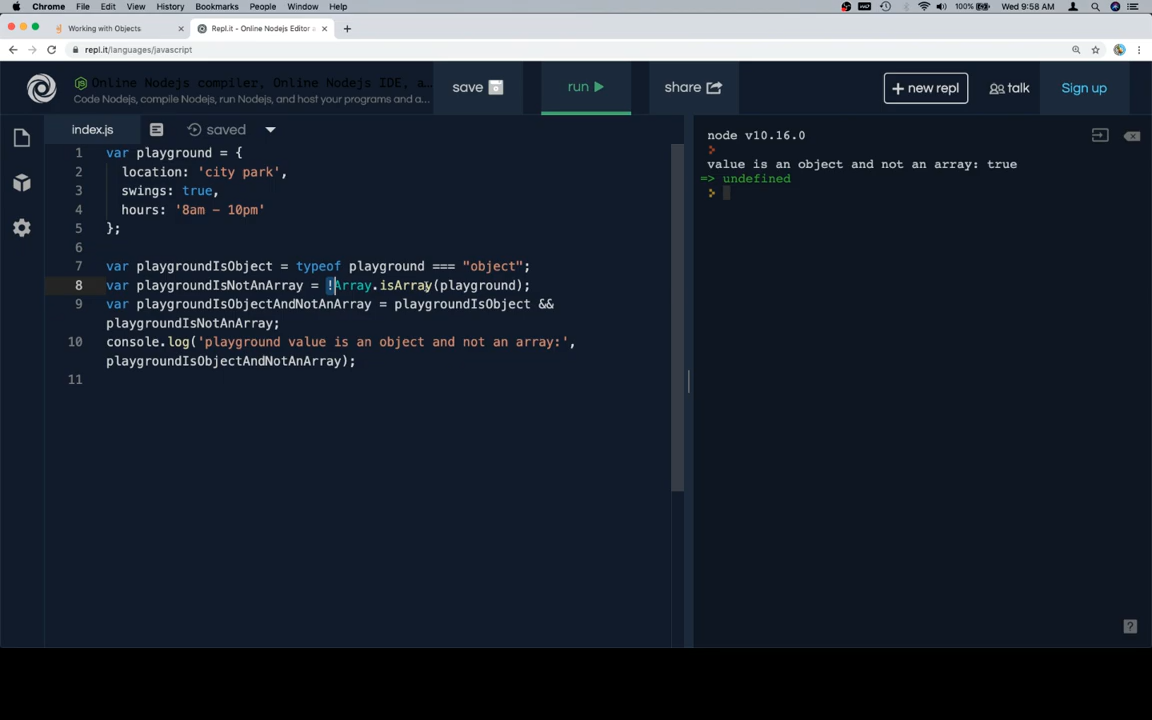 Chrome File Edit View History Bookmarks People Window Help 100% Wed 9:58 AM
Working with Objects × Repl.it - Online Nodejs Editor × +
repl.it/languages/javascript
Online Nodejs compiler, Online Nodejs IDE, a...
Code Nodejs, compile Nodejs, run Nodejs, and host your programs and a...
save run share + new repl talk Sign up
index.js saved
node v10.16.0
value is an object and not an array: true
=> undefined
1 var playground = {
2 location: 'city park',
3 swings: true,
4 hours: '8am – 10pm'
5 };
6
7 var playgroundIsObject = typeof playground === "object";
8 var playgroundIsNotAnArray = !Array.isArray(playground);
9 var playgroundIsObjectAndNotAnArray = playgroundIsObject &&
playgroundIsNotAnArray;
10 console.log('playground value is an object and not an array:',
playgroundIsObjectAndNotAnArray);
11
?